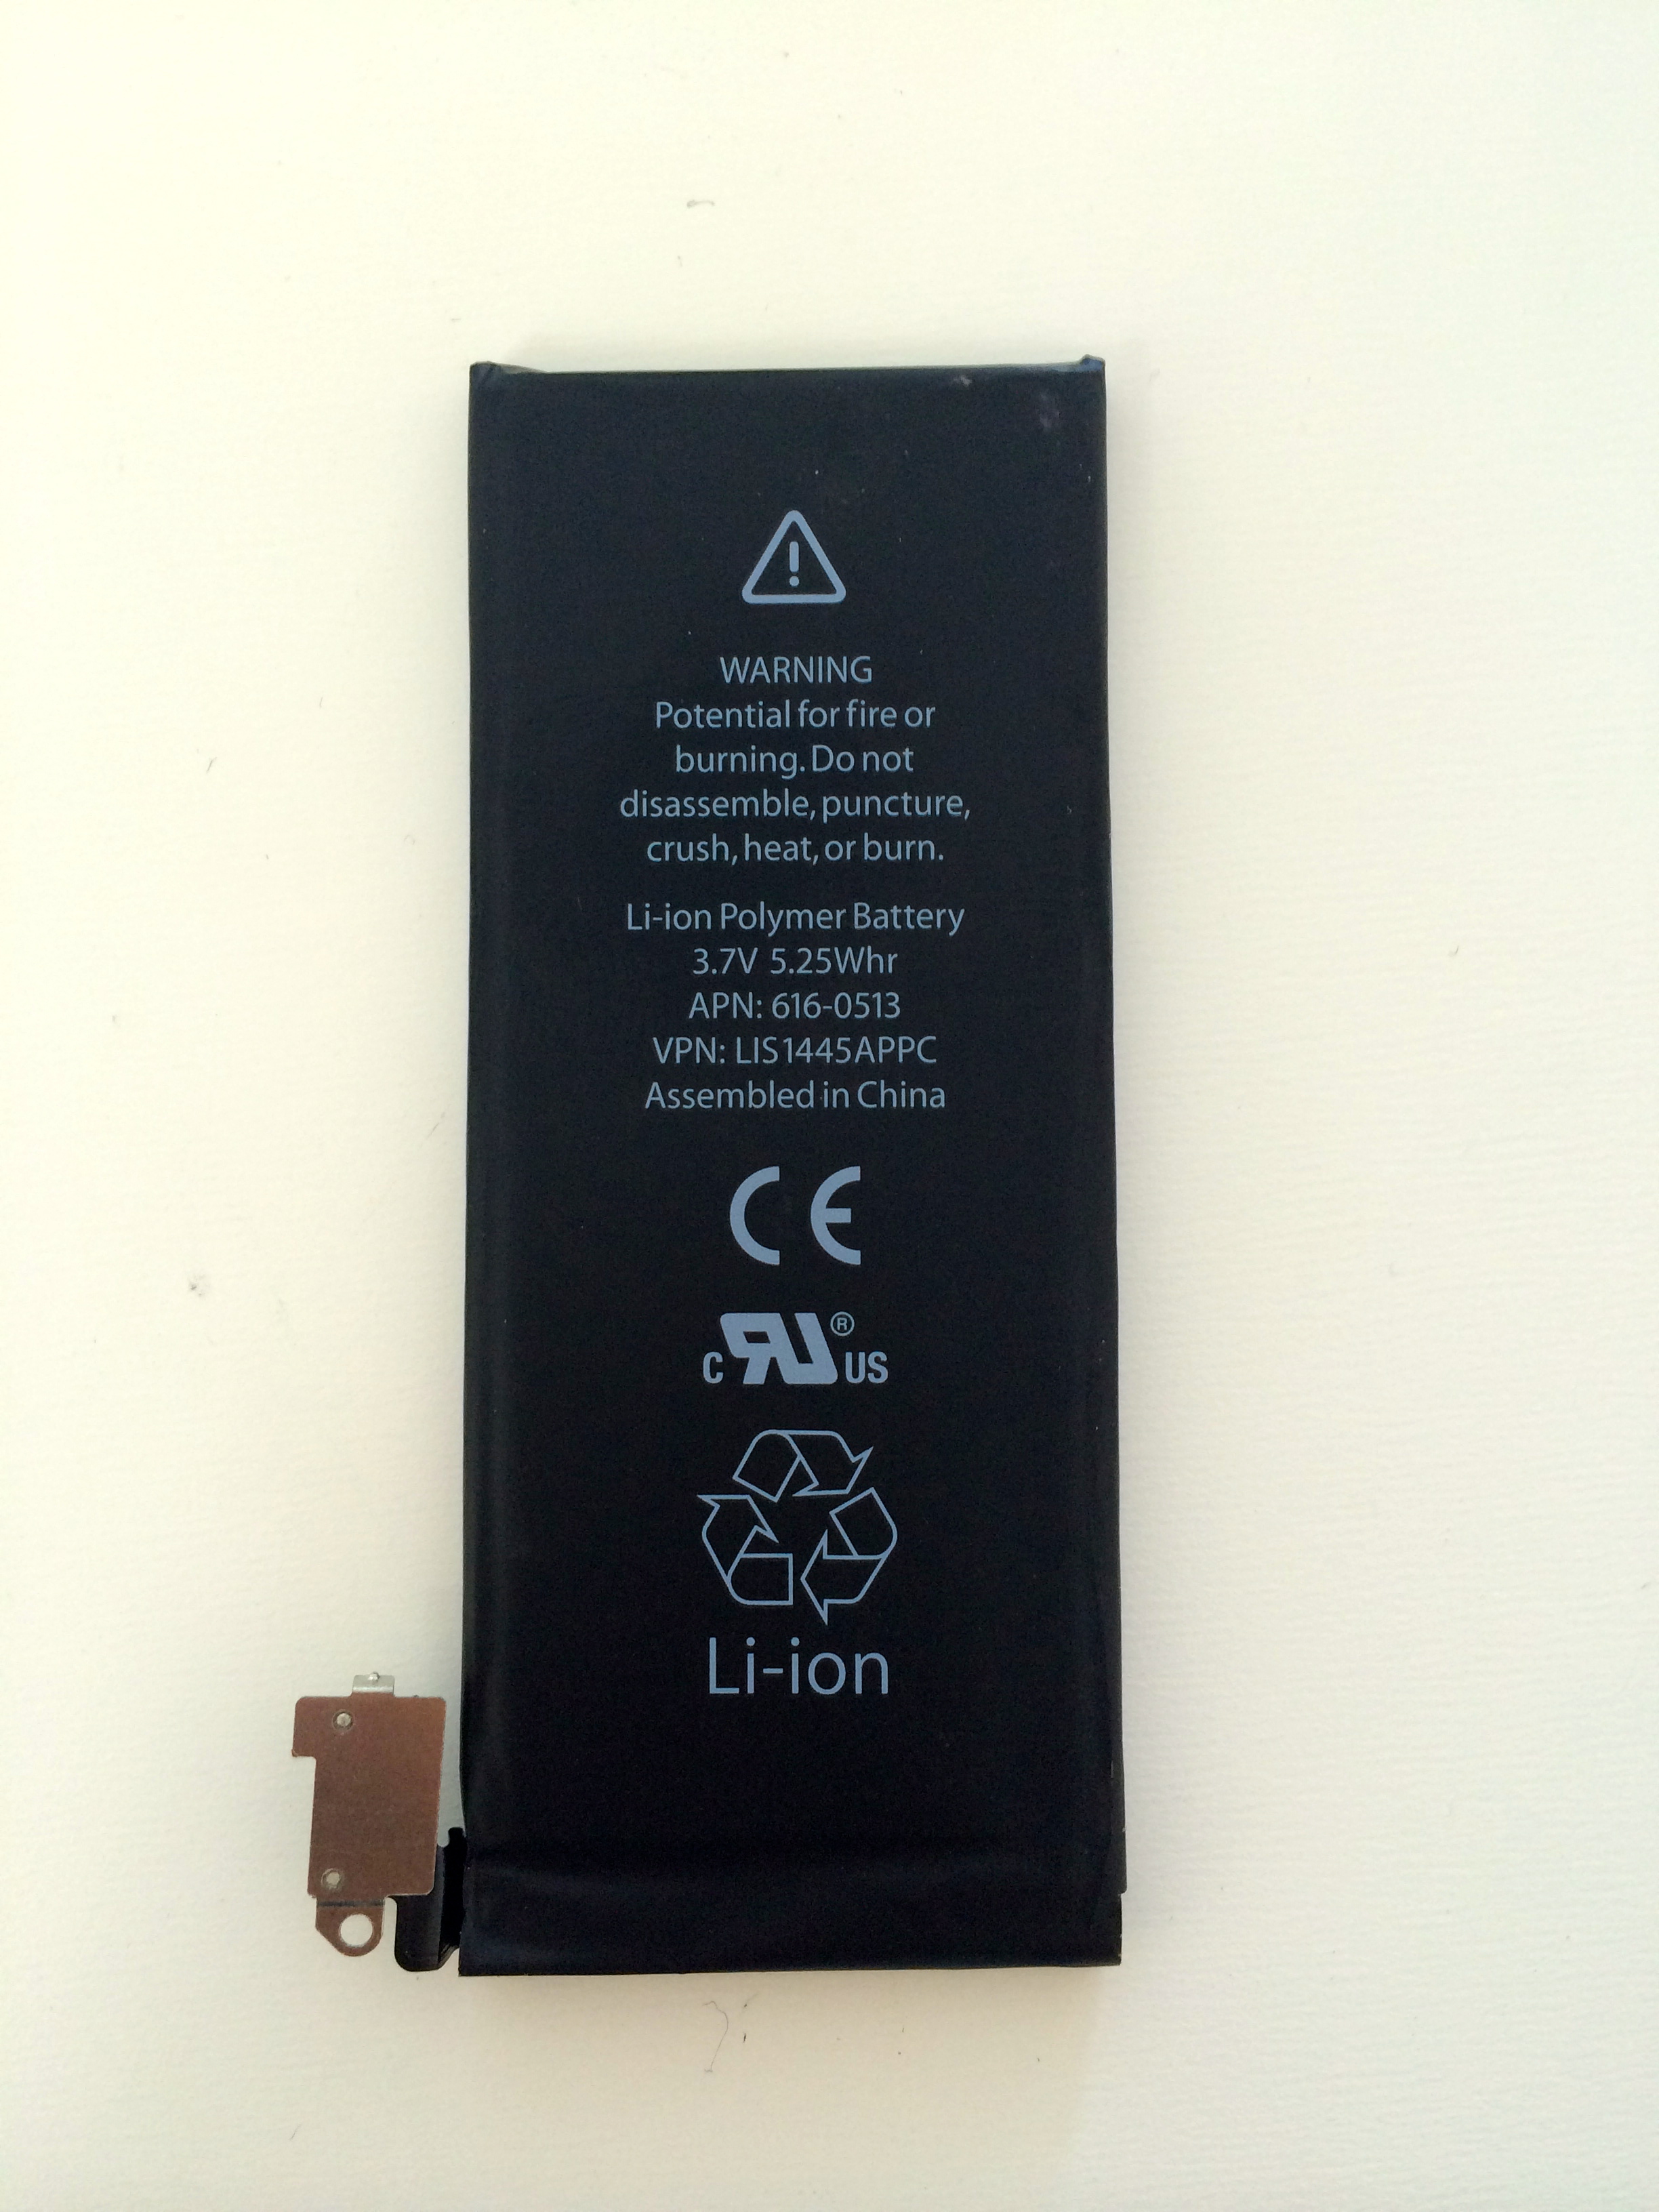 WARNING
Potential for fire or
burning. Do not
disassemble, puncture,
crush, heat, or burn.
Li-ion Polymer Battery
3.7V 5.25Whr
APN: 616-0513
VPN: LIS1445APPC
Assembled in China
CE
c RU ® US
Li-ion